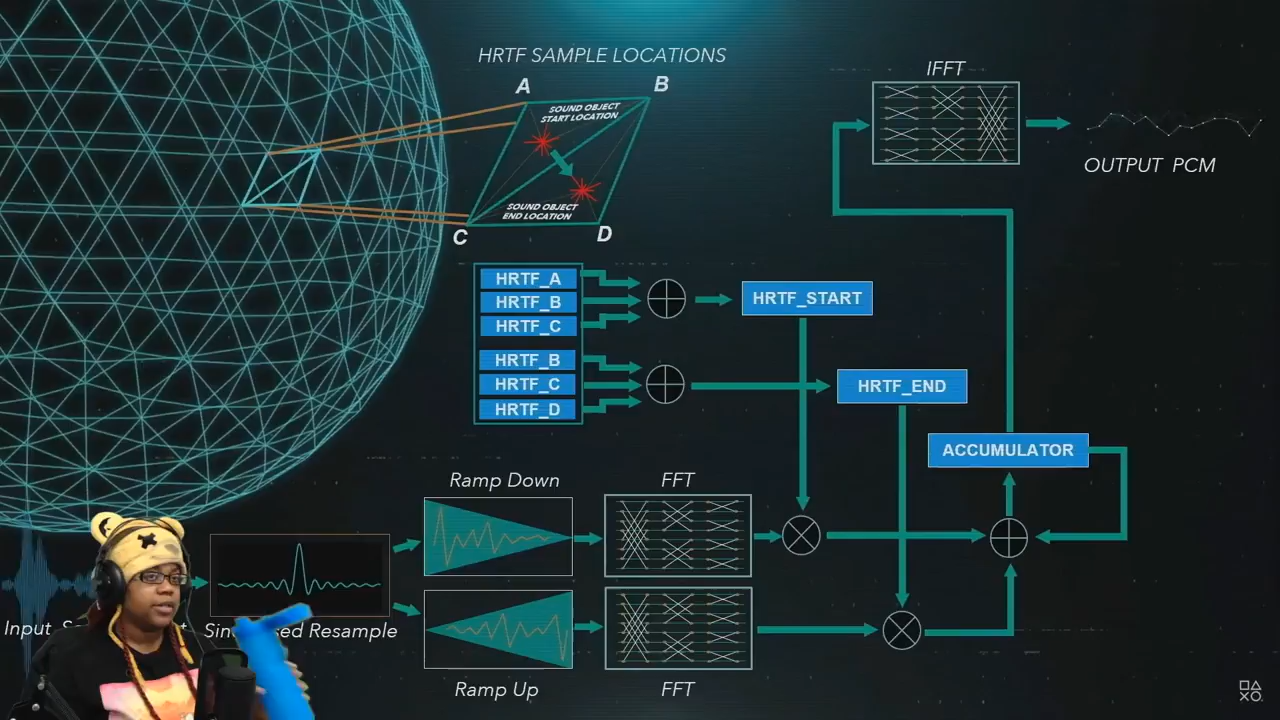 HRTF SAMPLE LOCATIONS
A
B
SOUND OBJECT
START LOCATION
SOUND OBJECT
END LOCATION
C
D
IFFT
OUTPUT PCM
HRTF_A
HRTF_B
HRTF_C
HRTF_B
HRTF_C
HRTF_D
HRTF_START
HRTF_END
ACCUMULATOR
Ramp Down
FFT
Input
Resample
Ramp Up
FFT